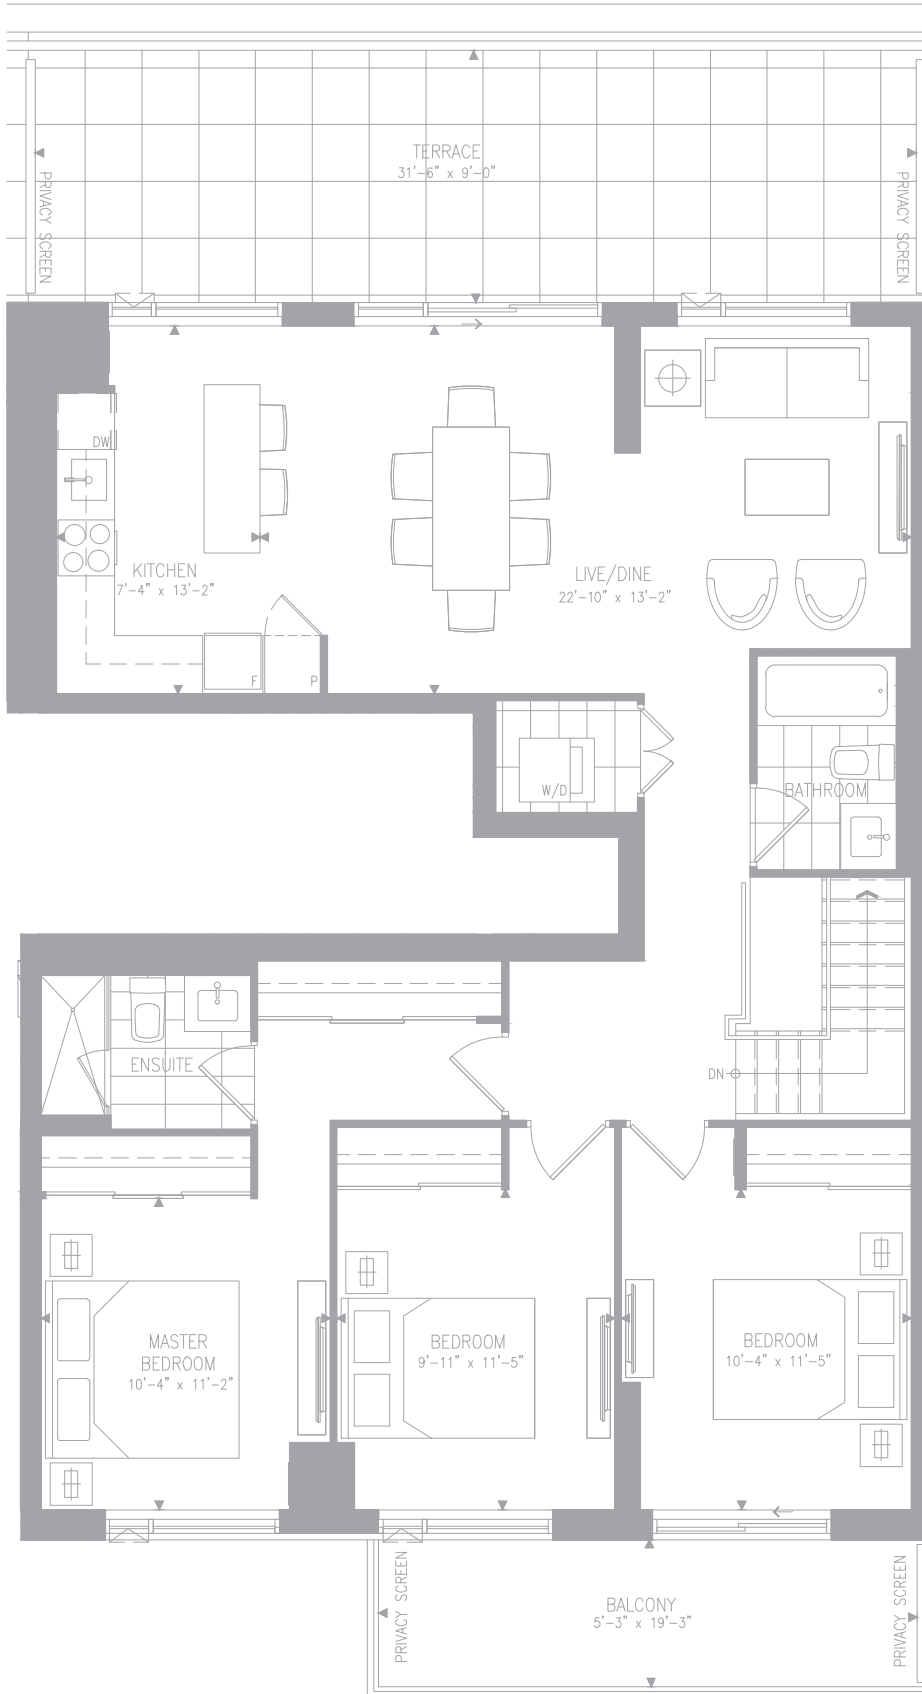 TERRACE
31'-6" x 9'-0"
PRIVACY SCREEN
PRIVACY SCREEN
DW
KITCHEN
7'-4" x 13'-2"
LIVE/DINE
22'-10" x 13'-2"
F
P
W/D
BATHROOM
ENSUITE
DN
MASTER
BEDROOM
10'-4" x 11'-2"
BEDROOM
9'-11" x 11'-5"
BEDROOM
10'-4" x 11'-5"
PRIVACY SCREEN
BALCONY
5'-3" x 19'-3"
PRIVACY SCREEN